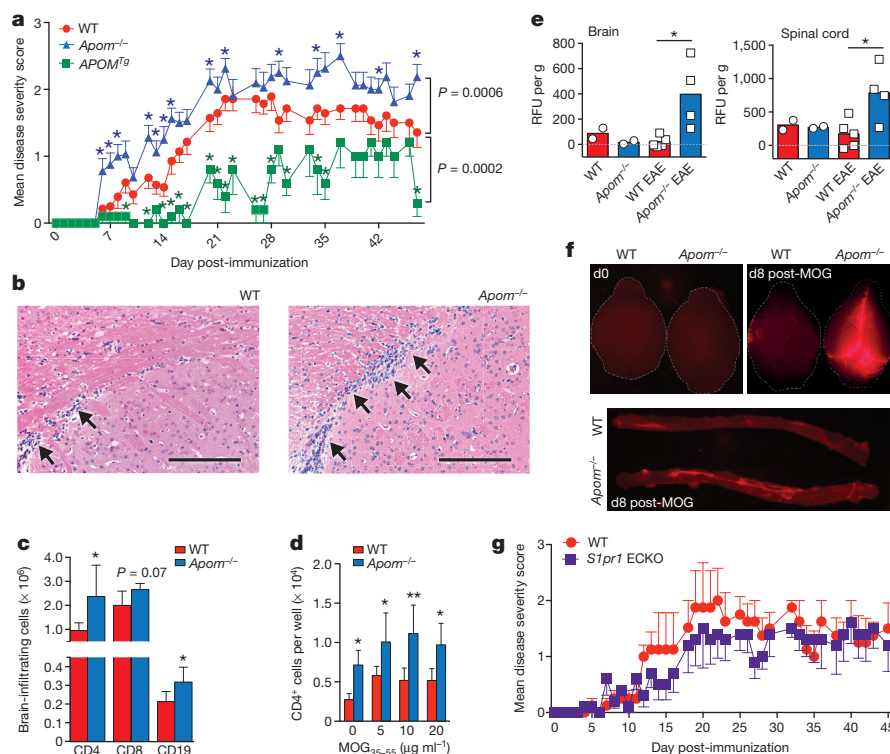 a
WT
Apom–/–
APOMTg
Mean disease severity score
3
2
1
0
0
7
14
21
28
35
42
Day post-immunization
P = 0.0006
P = 0.0002
b
WT
Apom–/–
c
WT
Apom–/–
Brain-infiltrating cells (× 10⁶)
3.0
2.0
1.0
0.4
0.3
0.2
0.1
0
*
P = 0.07
*
CD4
CD8
CD19
d
WT
Apom–/–
CD4+ cells per well (× 10⁴)
2.0
1.5
1.0
0.5
0
*
*
**
*
0
5
10
20
MOG35–55 (µg ml–1)
e
Brain
RFU per g
800
600
400
200
0
*
WT
Apom–/–
WT EAE
Apom–/– EAE
Spinal cord
RFU per g
1,500
1,000
500
0
*
WT
Apom–/–
WT EAE
Apom–/– EAE
f
WT
Apom–/–
WT
Apom–/–
d0
d8 post-MOG
WT
Apom–/–
d8 post-MOG
g
WT
S1pr1 ECKO
Mean disease severity score
3
2
1
0
0
5
10
15
20
25
30
35
40
45
Day post-immunization